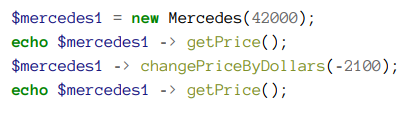 $mercedes1 = new Mercedes(42000);
echo $mercedes1 -> getPrice();
$mercedes1 -> changePriceByDollars(-2100);
echo $mercedes1 -> getPrice();